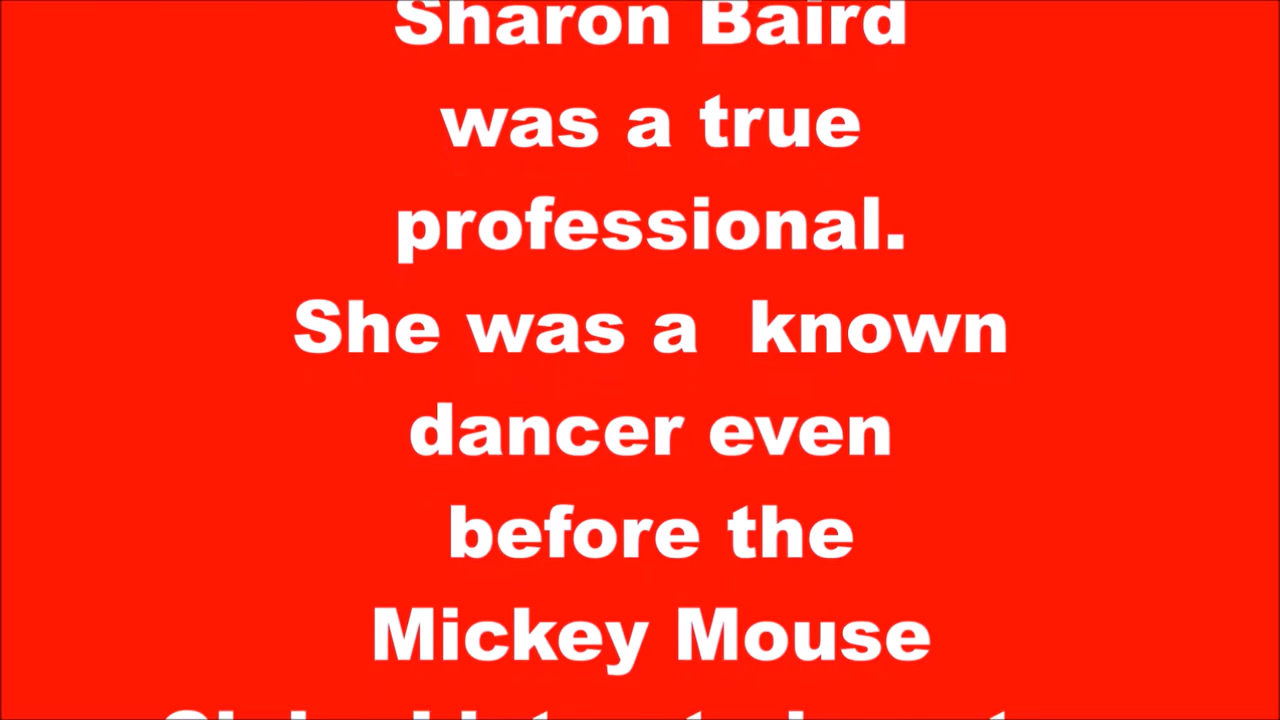 Sharon Baird
was a true
professional.
She was a  known
dancer even
before the
Mickey Mouse